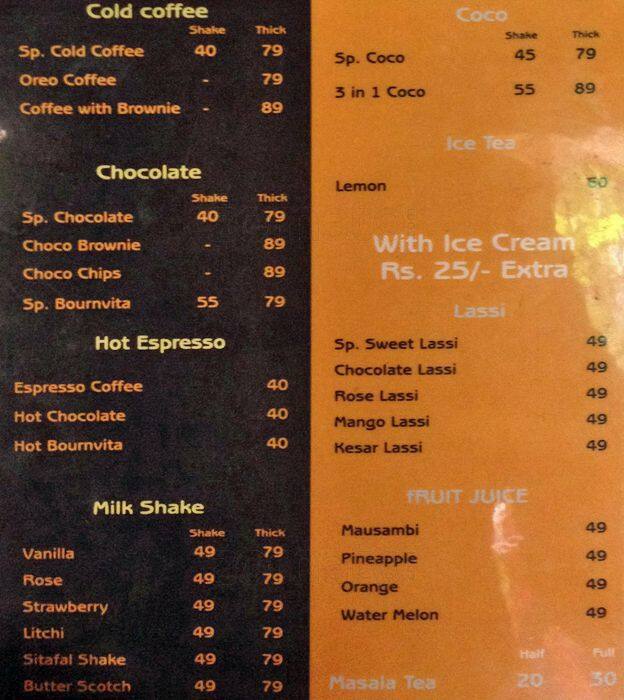 Cold coffee
Shake Thick
Sp. Cold Coffee 40 79
Oreo Coffee - 79
Coffee with Brownie - 89
Chocolate
Shake Thick
Sp. Chocolate 40 79
Choco Brownie - 89
Choco Chips - 89
Sp. Bournvita 55 79
Hot Espresso
Espresso Coffee 40
Hot Chocolate 40
Hot Bournvita 40
Milk Shake
Shake Thick
Vanilla 49 79
Rose 49 79
Strawberry 49 79
Litchi 49 79
Sitafal Shake 49 79
Butter Scotch 49 79
Coco
Shake Thick
Sp. Coco 45 79
3 in 1 Coco 55 89
Ice Tea
Lemon
With Ice Cream
Rs. 25/- Extra
Lassi
Sp. Sweet Lassi 49
Chocolate Lassi 49
Rose Lassi 49
Mango Lassi 49
Kesar Lassi 49
fRUIT JUICE
Mausambi 49
Pineapple 49
Orange 49
Water Melon 49
Half Full
Masala Tea 20 30